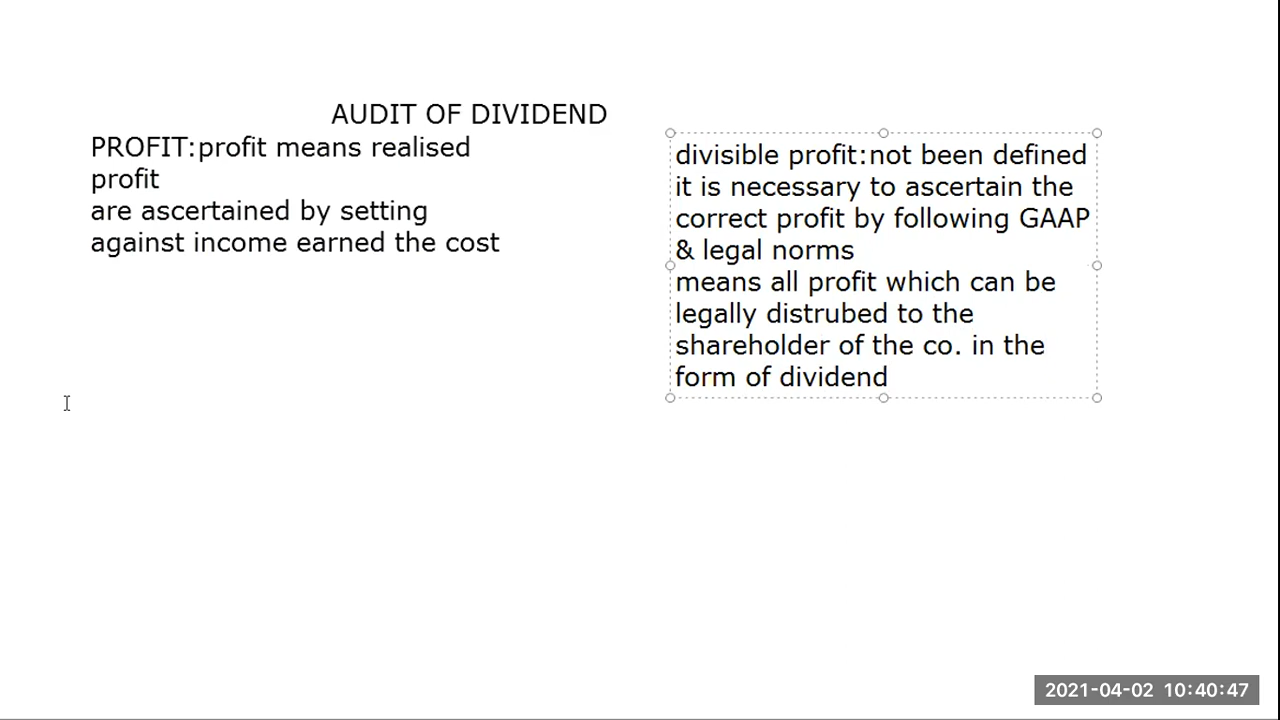 AUDIT OF DIVIDEND
PROFIT:profit means realised
profit
are ascertained by setting
against income earned the cost
divisible profit:not been defined
it is necessary to ascertain the
correct profit by following GAAP
& legal norms
means all profit which can be
legally distrubed to the
shareholder of the co. in the
form of dividend
2021-04-02 10:40:47